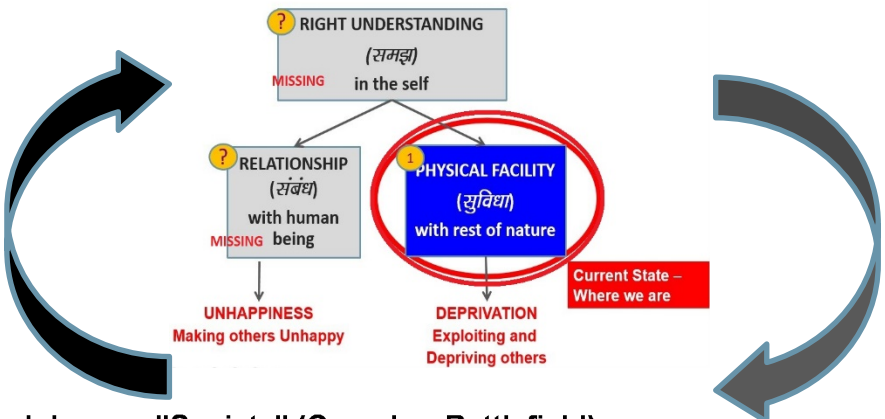 ?
RIGHT UNDERSTANDING
(समझ)
MISSING
in the self
?
RELATIONSHIP
(संबंध)
with human
MISSING being
1
PHYSICAL FACILITY
(सुविधा)
with rest of nature
Current State –
Where we are
UNHAPPINESS
Making others Unhappy
DEPRIVATION
Exploiting and
Depriving others